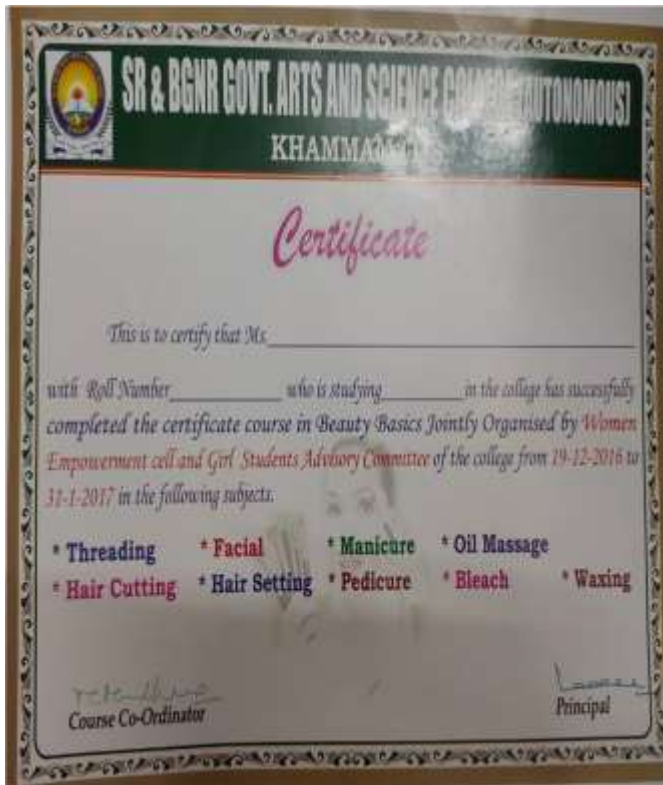 SR & BGNR GOVT. ARTS AND SCIENCE COLLEGE (AUTONOMOUS)
KHAMMAM
Certificate
This is to certify that Ms.
with Roll Number who is studying in the college has successfully
completed the certificate course in Beauty Basics Jointly Organised by Women
Empowerment cell and Girl Students Advisory Committee of the college from 19-12-2016 to
31-1-2017 in the following subjects.
* Threading * Facial * Manicure * Oil Massage
* Hair Cutting * Hair Setting * Pedicure * Bleach * Waxing
Course Co-Ordinator Principal